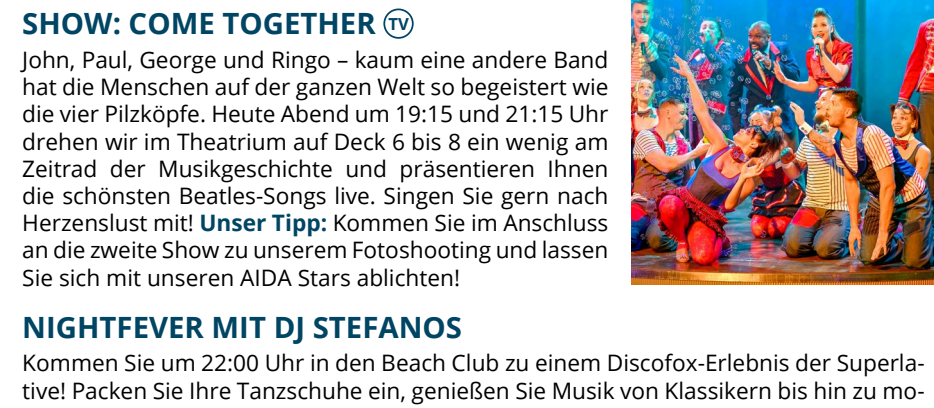 SHOW: COME TOGETHER TV
John, Paul, George und Ringo – kaum eine andere Band
hat die Menschen auf der ganzen Welt so begeistert wie
die vier Pilzköpfe. Heute Abend um 19:15 und 21:15 Uhr
drehen wir im Theatrium auf Deck 6 bis 8 ein wenig am
Zeitrad der Musikgeschichte und präsentieren Ihnen
die schönsten Beatles-Songs live. Singen Sie gern nach
Herzenslust mit! Unser Tipp: Kommen Sie im Anschluss
an die zweite Show zu unserem Fotoshooting und lassen
Sie sich mit unseren AIDA Stars ablichten!
NIGHTFEVER MIT DJ STEFANOS
Kommen Sie um 22:00 Uhr in den Beach Club zu einem Discofox-Erlebnis der Superla-
tive! Packen Sie Ihre Tanzschuhe ein, genießen Sie Musik von Klassikern bis hin zu mo-